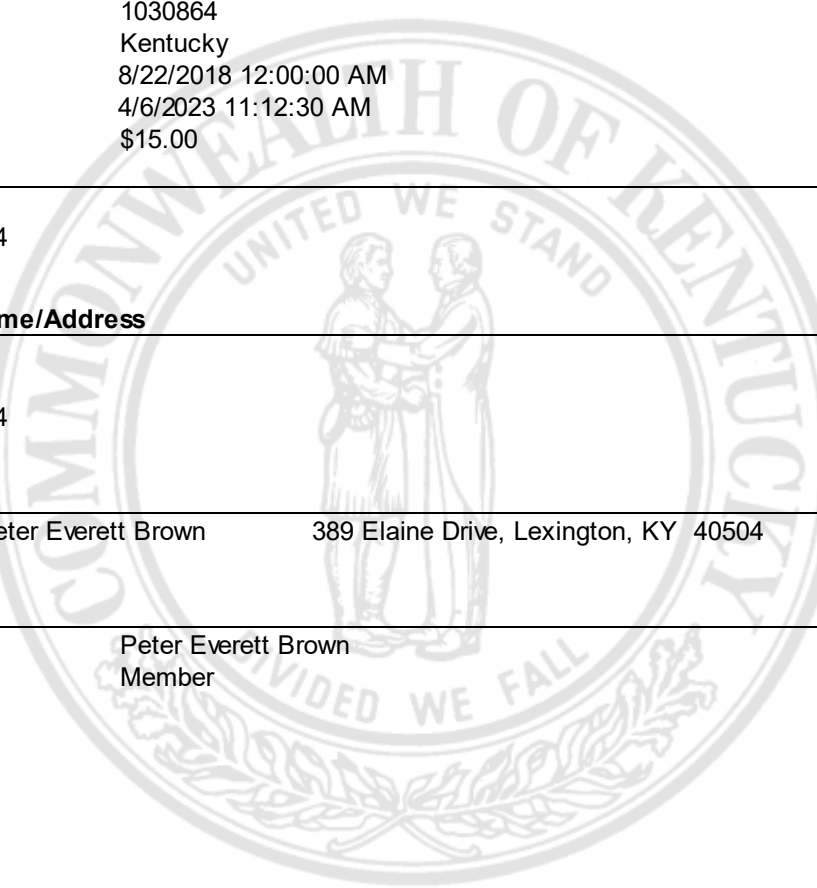 1030864
Kentucky
8/22/2018 12:00:00 AM
4/6/2023 11:12:30 AM
$15.00
4
me/Address
4
eter Everett Brown 389 Elaine Drive, Lexington, KY 40504
Peter Everett Brown
Member
COMMONWEALTH OF KENTUCKY
UNITED WE STAND
DIVIDED WE FALL